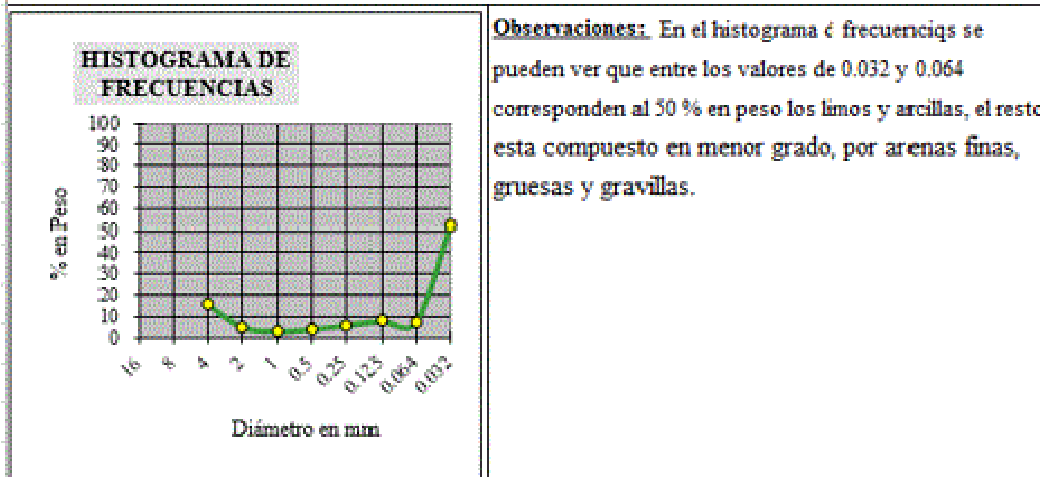 HISTOGRAMA DE
FRECUENCIAS
% en Peso
100
90
80
70
60
50
40
30
20
10
0
16
8
4
2
1
0.5
0.25
0.125
0.064
0.032
Diámetro en mm
Observaciones: En el histograma é frecuenciqs se
pueden ver que entre los valores de 0.032 y 0.064
corresponden al 50 % en peso los limos y arcillas, el resto
esta compuesto en menor grado, por arenas finas,
gruesas y gravillas.